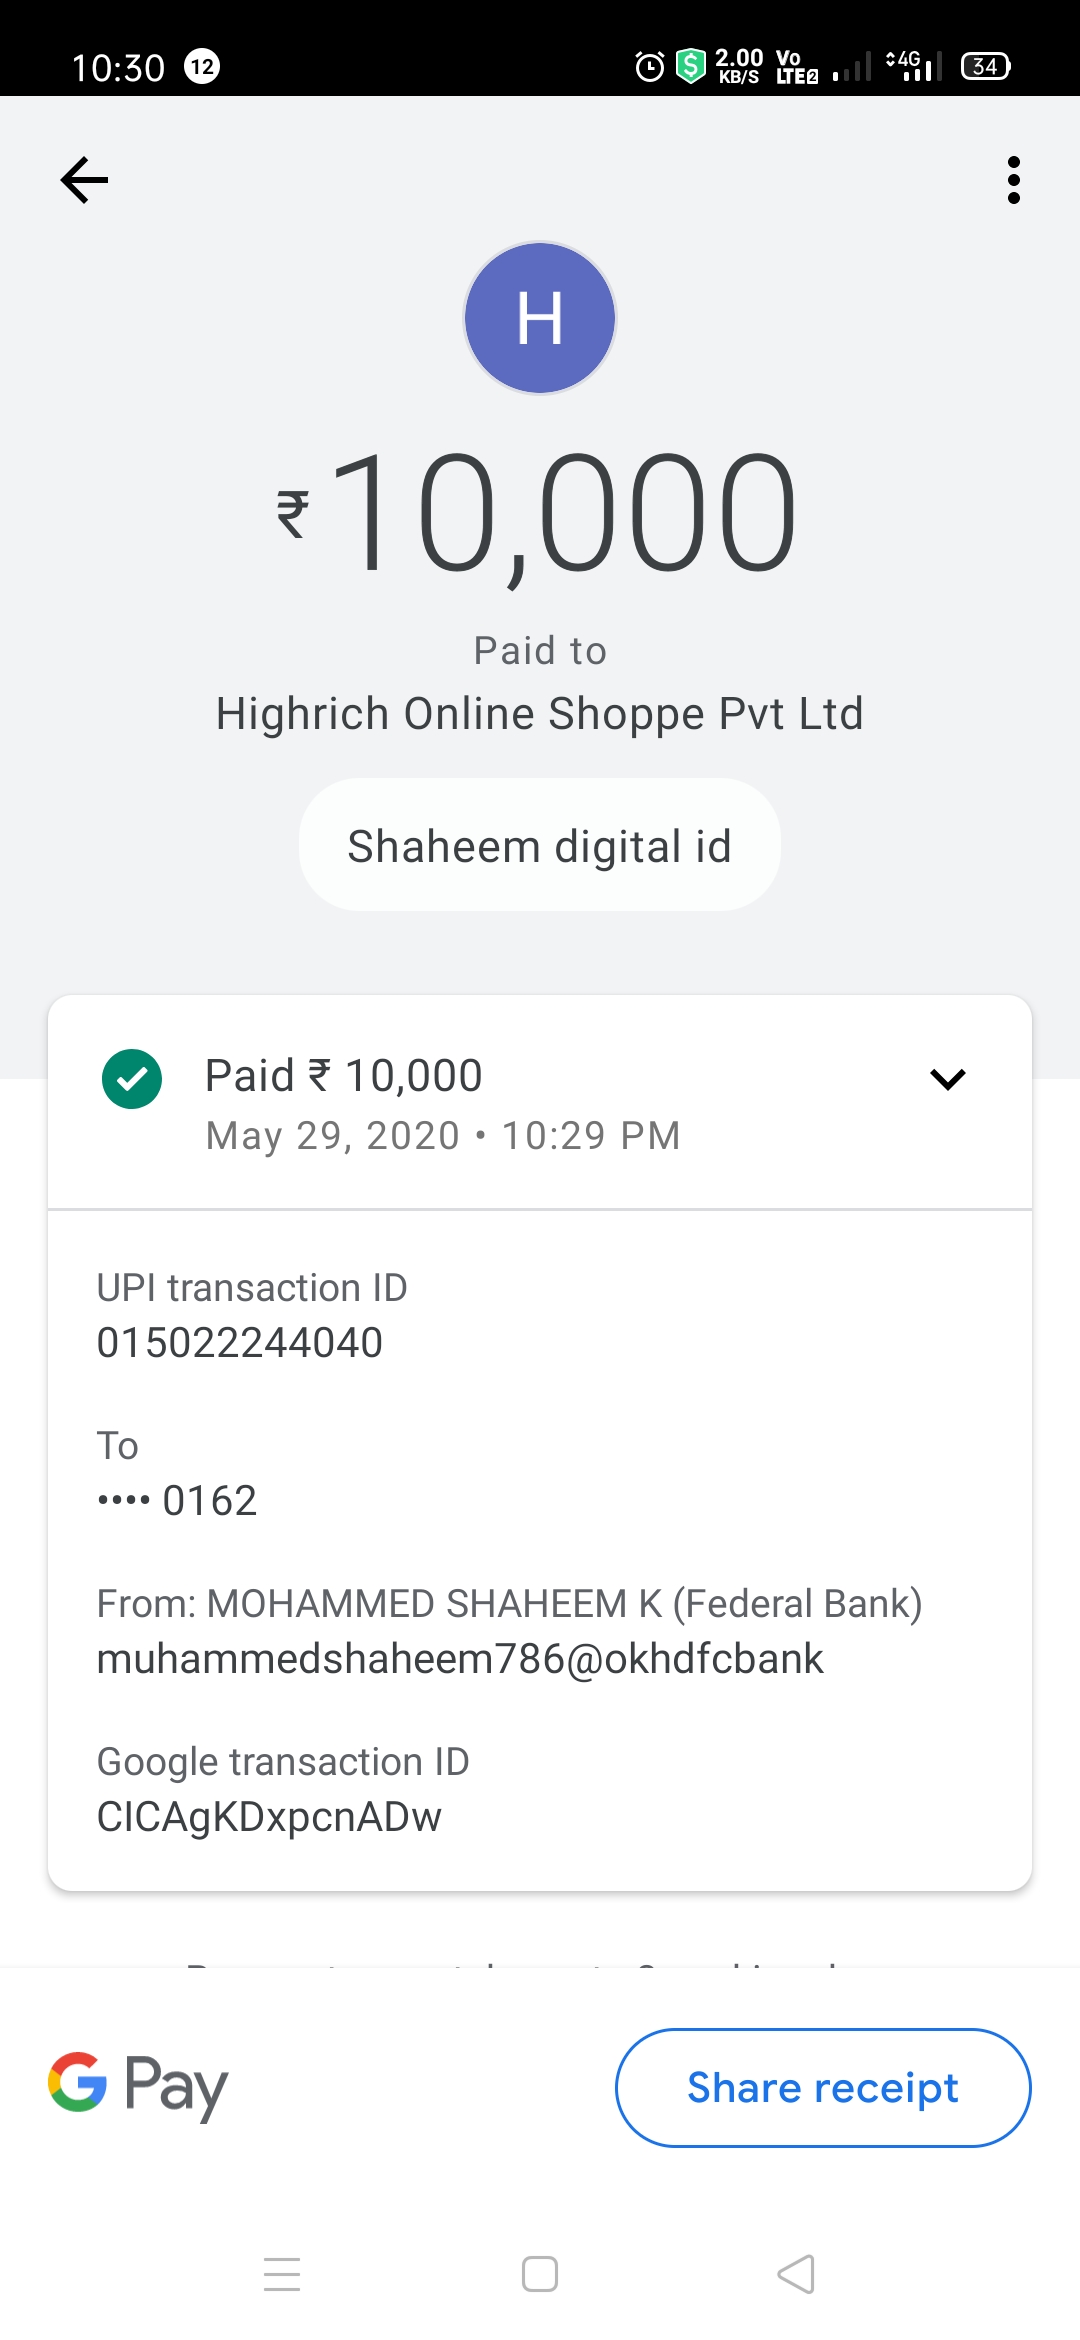 10:30 12 2.00 KB/S Vo LTE2 4G 34
H
₹10,000
Paid to
Highrich Online Shoppe Pvt Ltd
Shaheem digital id
Paid ₹ 10,000
May 29, 2020 • 10:29 PM
UPI transaction ID
015022244040
To
•••• 0162
From: MOHAMMED SHAHEEM K (Federal Bank)
muhammedshaheem786@okhdfcbank
Google transaction ID
CICAgKDxpcnADw
G Pay
Share receipt